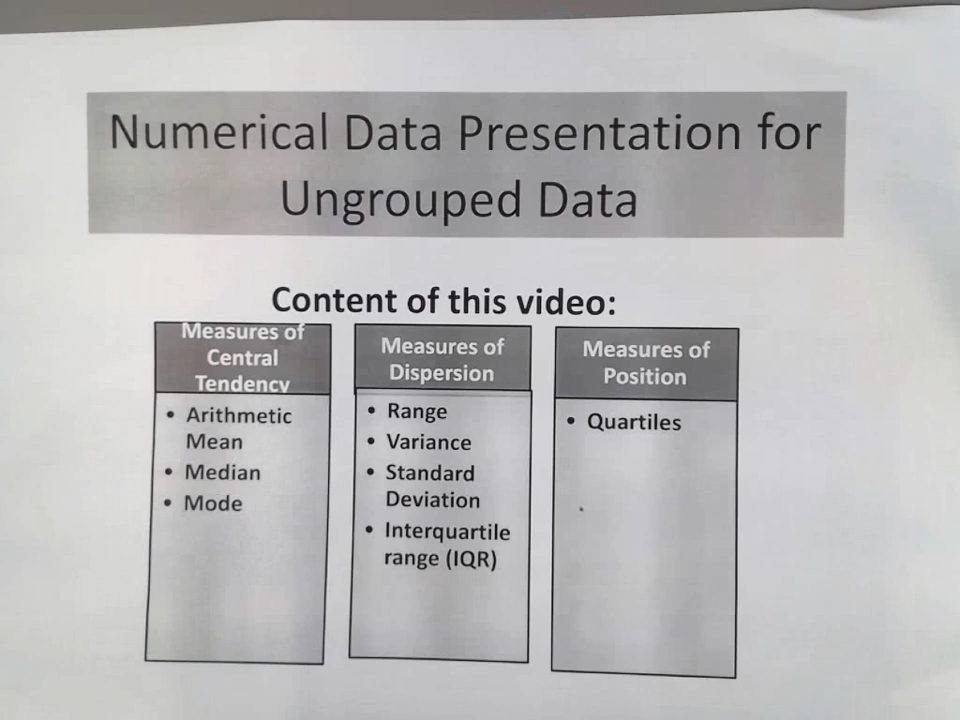 Numerical Data Presentation for
Ungrouped Data
Content of this video:
Measures of
Central
Tendency
• Arithmetic
Mean
• Median
• Mode
Measures of
Dispersion
• Range
• Variance
• Standard
Deviation
• Interquartile
range (IQR)
Measures of
Position
• Quartiles